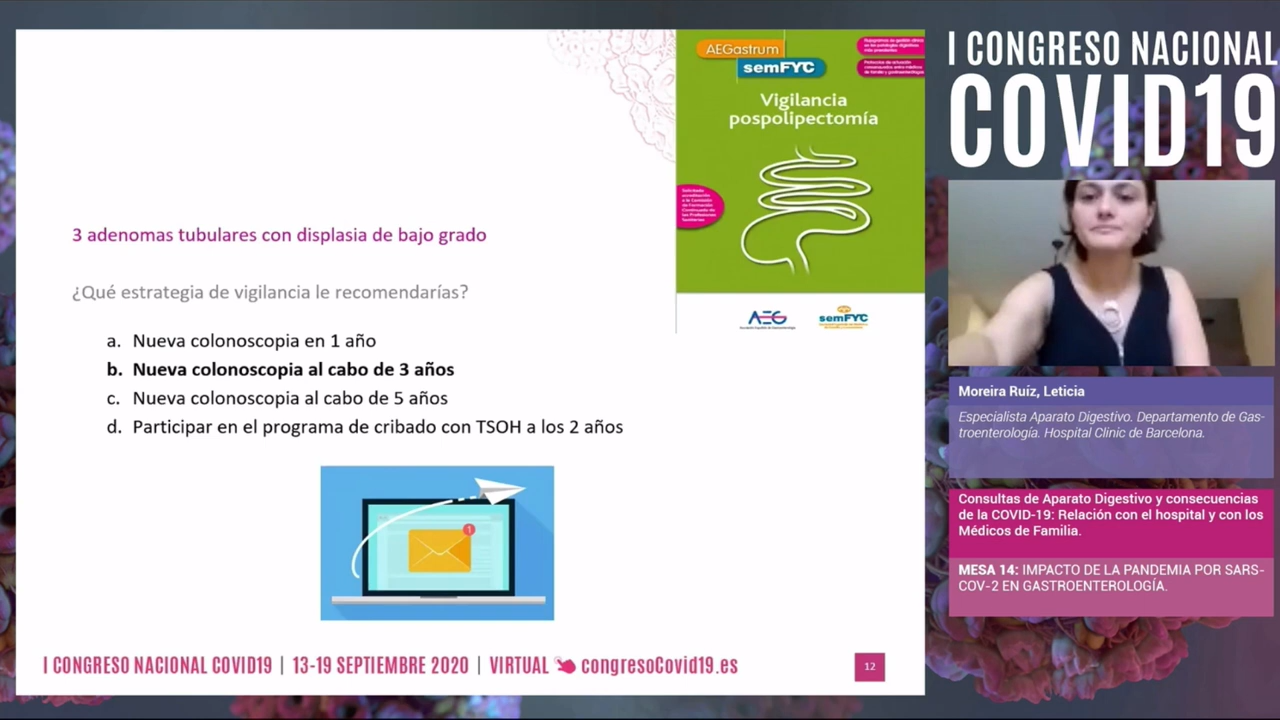 AEGastrum
semFYC
Vigilancia
pospolipectomía
3 adenomas tubulares con displasia de bajo grado
¿Qué estrategia de vigilancia le recomendarías?
a. Nueva colonoscopia en 1 año
b. Nueva colonoscopia al cabo de 3 años
c. Nueva colonoscopia al cabo de 5 años
d. Participar en el programa de cribado con TSOH a los 2 años
AEG
semFYC
1
I CONGRESO NACIONAL COVID19 | 13-19 SEPTIEMBRE 2020 | VIRTUAL congresoCovid19.es
12
I CONGRESO NACIONAL
COVID19
Moreira Ruíz, Leticia
Especialista Aparato Digestivo. Departamento de Gas-
troenterología. Hospital Clinic de Barcelona.
Consultas de Aparato Digestivo y consecuencias
de la COVID-19: Relación con el hospital y con los
Médicos de Familia.
MESA 14: IMPACTO DE LA PANDEMIA POR SARS-
COV-2 EN GASTROENTEROLOGÍA.